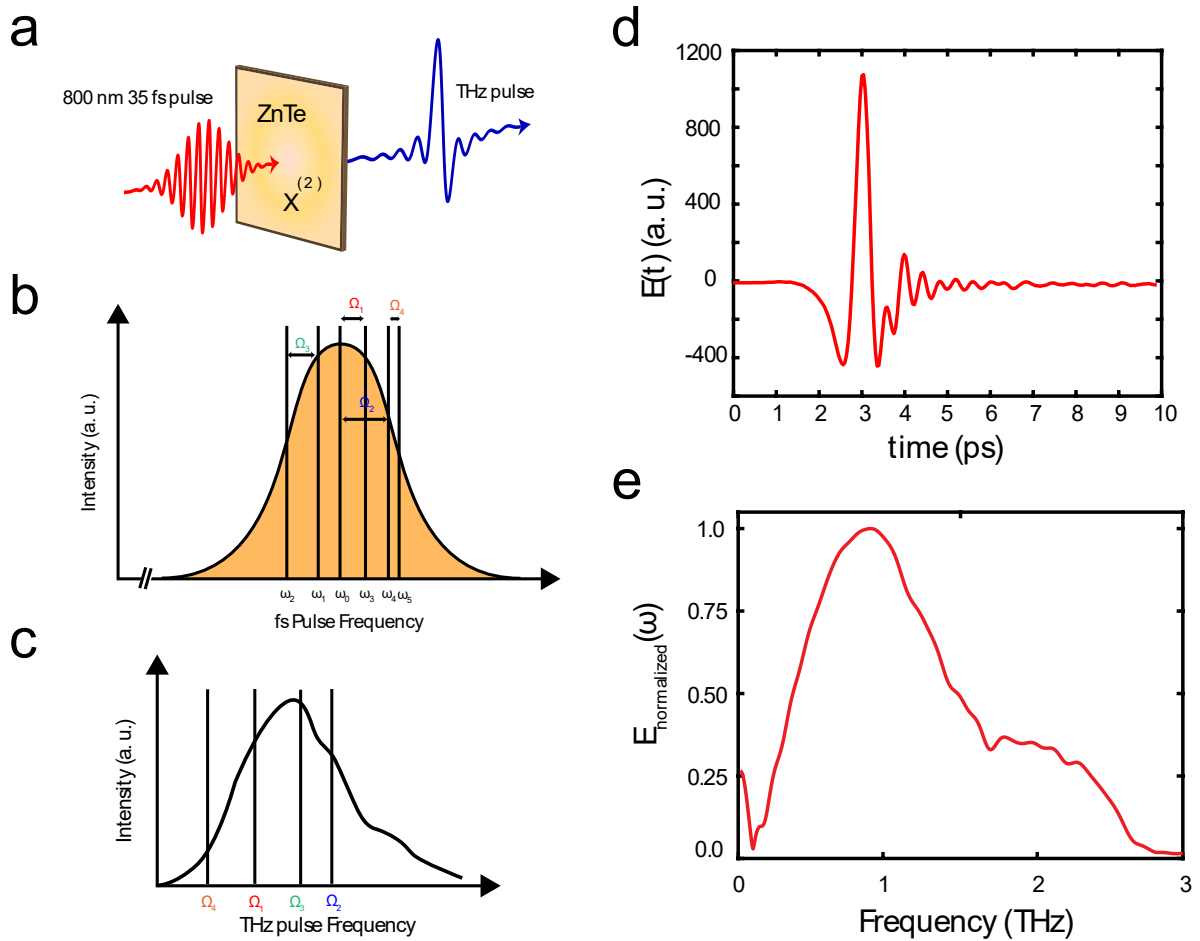 a
800 nm 35 fs pulse
ZnTe
X(2)
THz pulse
b
Intensity (a. u.)
Ω3
Ω1
Ω4
Ω2
ω2 ω1 ω0 ω3 ω4 ω5
fs Pulse Frequency
c
Intensity (a. u.)
Ω4 Ω1 Ω3 Ω2
THz pulse Frequency
d
E(t) (a. u.)
1200
800
400
0
-400
0 1 2 3 4 5 6 7 8 9 10
time (ps)
e
Enormalized(ω)
1.0
0.75
0.50
0.25
0.0
0 1 2 3
Frequency (THz)